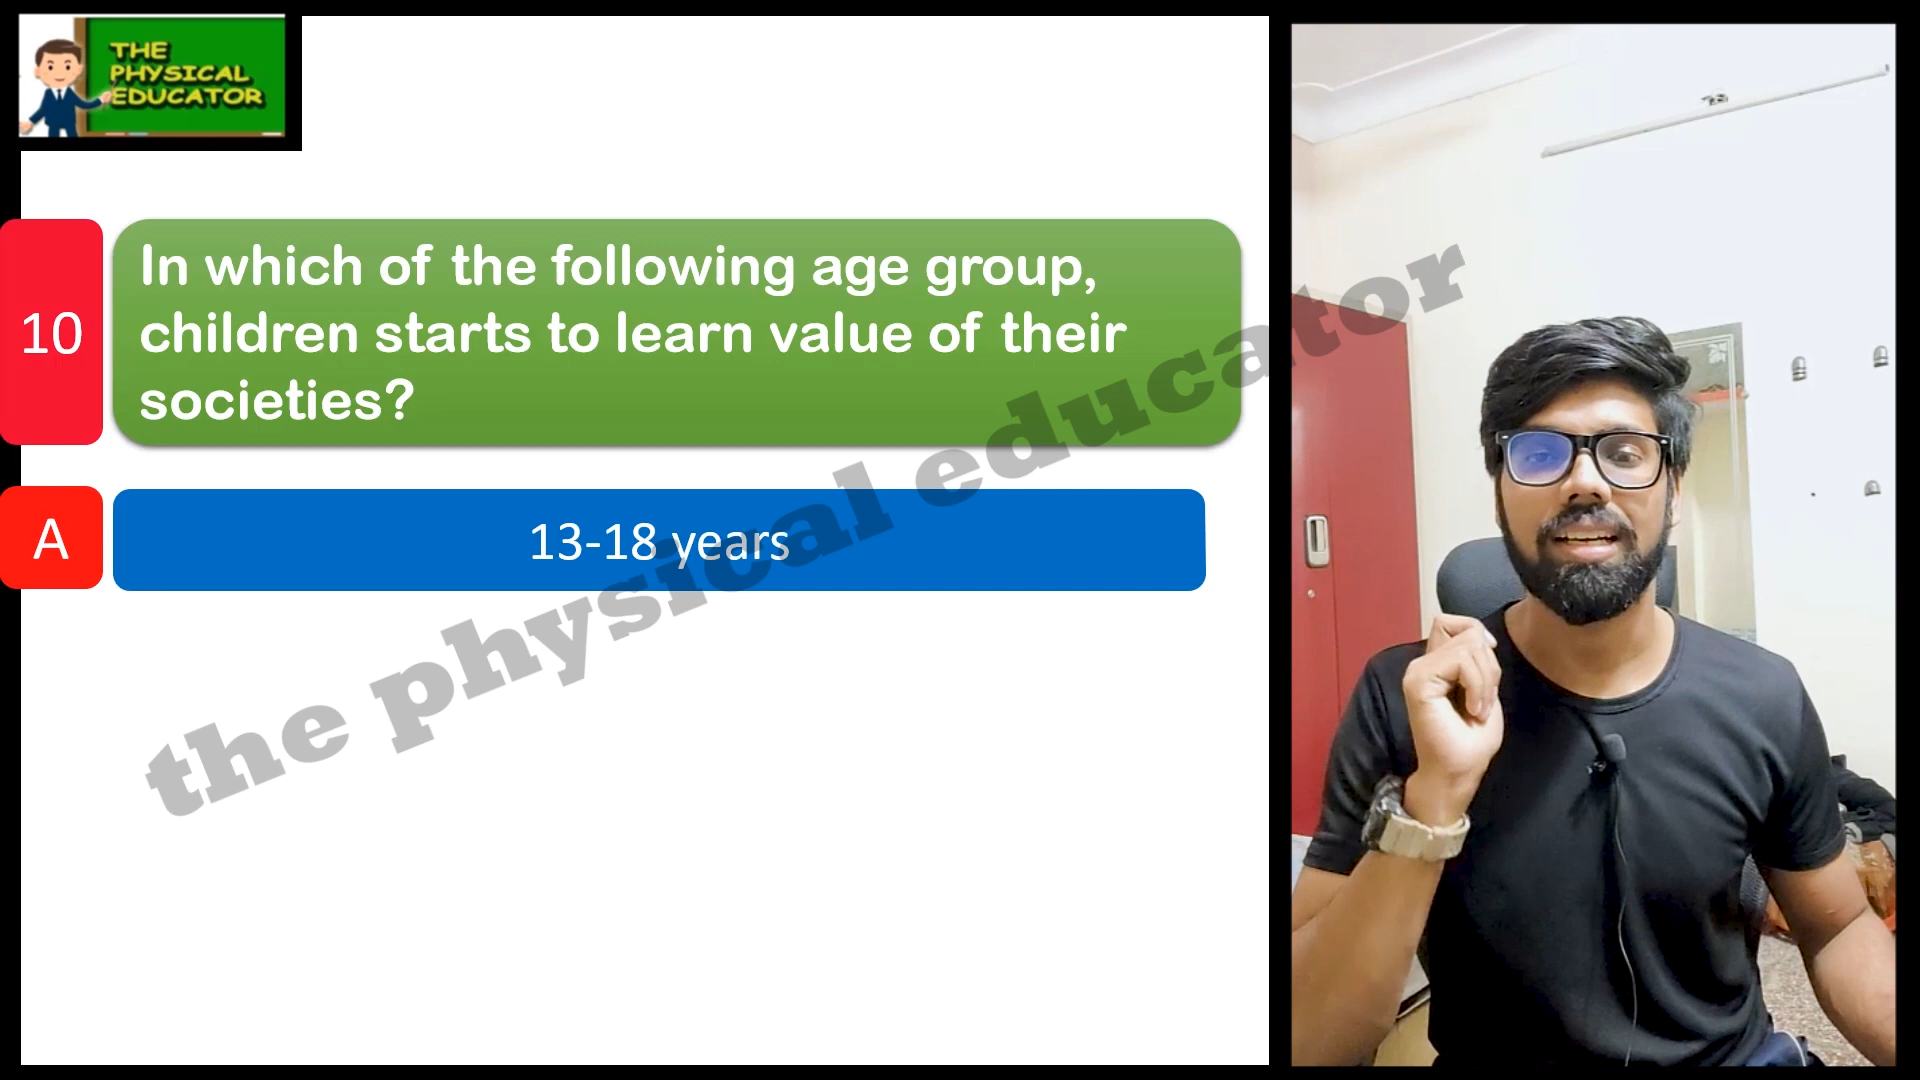 THE
PHYSICAL
EDUCATOR
10
In which of the following age group,
children starts to learn value of their
societies?
A
13-18 years
the physical educator